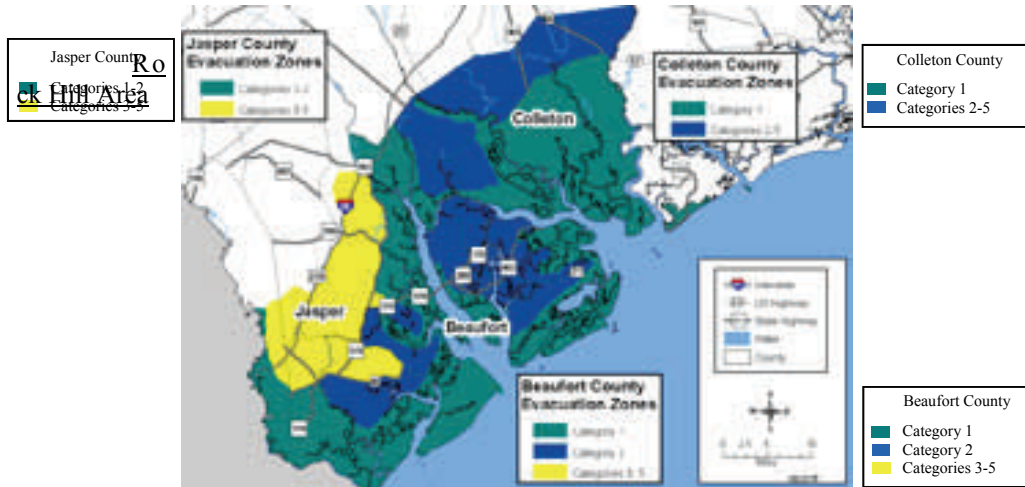 Jasper County
Ro
ck Hill Area
Categories 1-2
Categories 3-5
Jasper County
Evacuation Zones
Categories 1-2
Categories 3-5
Colleton County
Evacuation Zones
Category 1
Categories 2-5
Colleton County
Category 1
Categories 2-5
Colleton
Jasper
Beaufort
Interstate
US Highway
State Highway
Water
County
Beaufort County
Evacuation Zones
Category 1
Category 2
Categories 3-5
Beaufort County
Category 1
Category 2
Categories 3-5